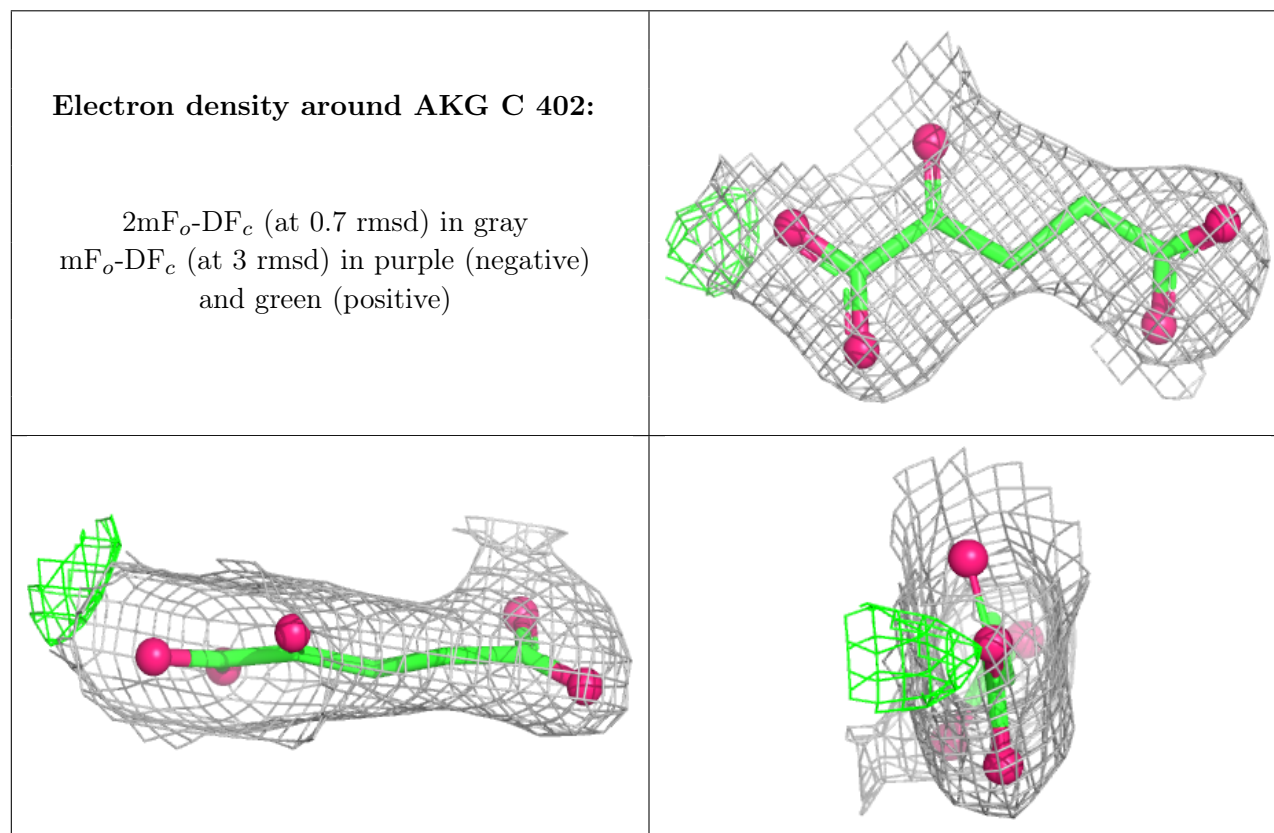 Electron density around AKG C 402:
2mFo-DFc (at 0.7 rmsd) in gray
mFo-DFc (at 3 rmsd) in purple (negative)
and green (positive)